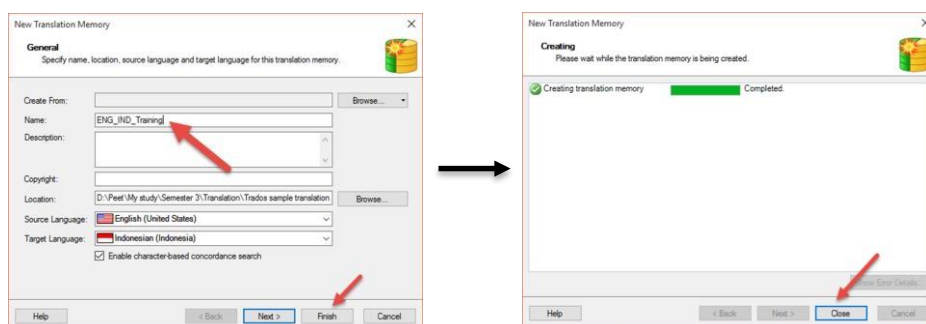 New Translation Memory
General
Specify name, location, source language and target language for this translation memory.
Create From:
Browse...
Name:
ENG_IND_Training
Description:
Copyright:
Location:
D:\Peet\My study\Semester 3\Translation\Trados sample translation
Browse...
Source Language:
English (United States)
Target Language:
Indonesian (Indonesia)
Enable character-based concordance search
Help
< Back
Next >
Finish
Cancel
New Translation Memory
Creating
Please wait while the translation memory is being created.
Creating translation memory
Completed.
Error Details...
Help
< Back
Next >
Close
Cancel